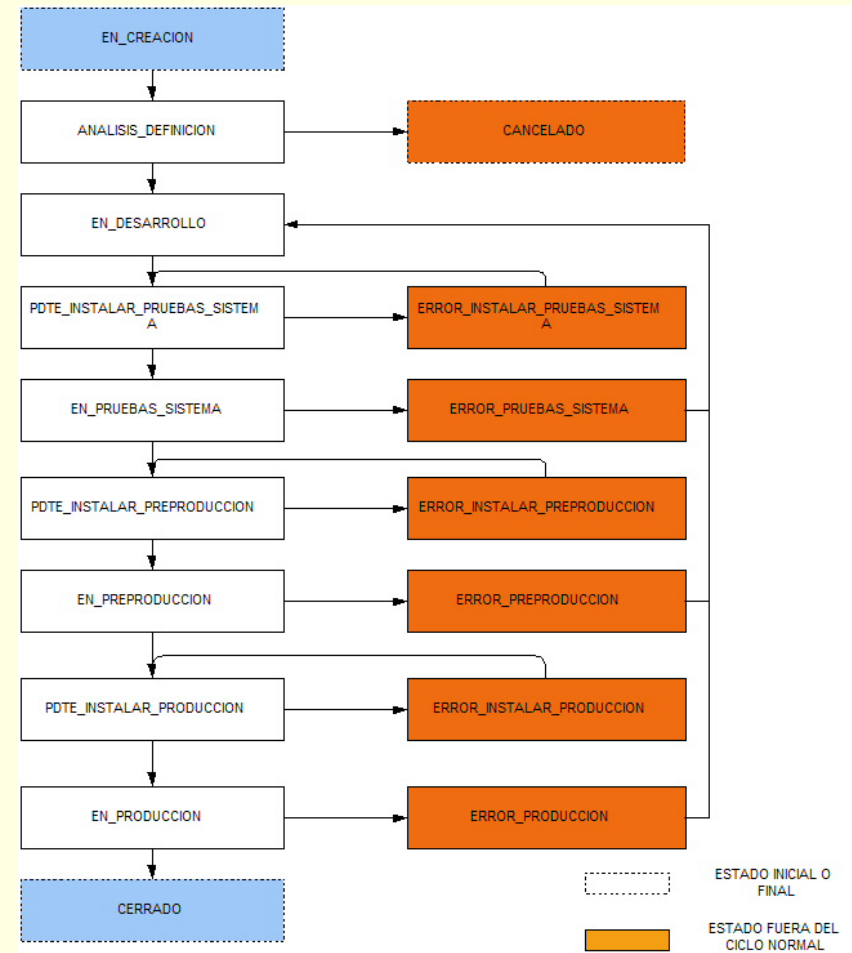 EN_CREACION
ANALISIS_DEFINICION
CANCELADO
EN_DESARROLLO
PDTE_INSTALAR_PRUEBAS_SISTEM
A
ERROR_INSTALAR_PRUEBAS_SISTEM
A
EN_PRUEBAS_SISTEMA
ERROR_PRUEBAS_SISTEMA
PDTE_INSTALAR_PREPRODUCCION
ERROR_INSTALAR_PREPRODUCCION
EN_PREPRODUCCION
ERROR_PREPRODUCCION
PDTE_INSTALAR_PRODUCCION
ERROR_INSTALAR_PRODUCCION
EN_PRODUCCION
ERROR_PRODUCCION
CERRADO
ESTADO INICIAL O
FINAL
ESTADO FUERA DEL
CICLO NORMAL